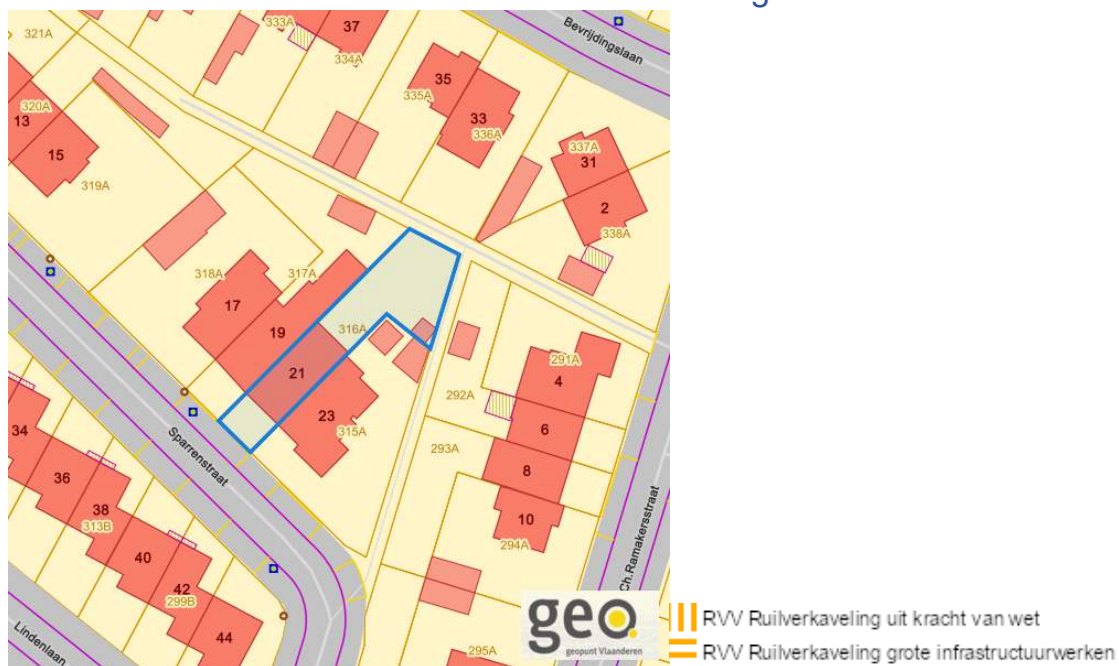 321A
333A
37
334A
Bevrijdingslaan
35
335A
33
336A
320A
13
15
319A
337A
31
2
338A
318A
317A
17
19
316A
21
23
315A
291A
4
292A
6
293A
8
10
294A
Sparrenstraat
34
36
38
313B
40
42
299B
44
Lindenlaan
Ch.Ramakersstraat
295A
geo.
geopunt Vlaanderen
RVV Ruilverkaveling uit kracht van wet
RVV Ruilverkaveling grote infrastructuurwerken